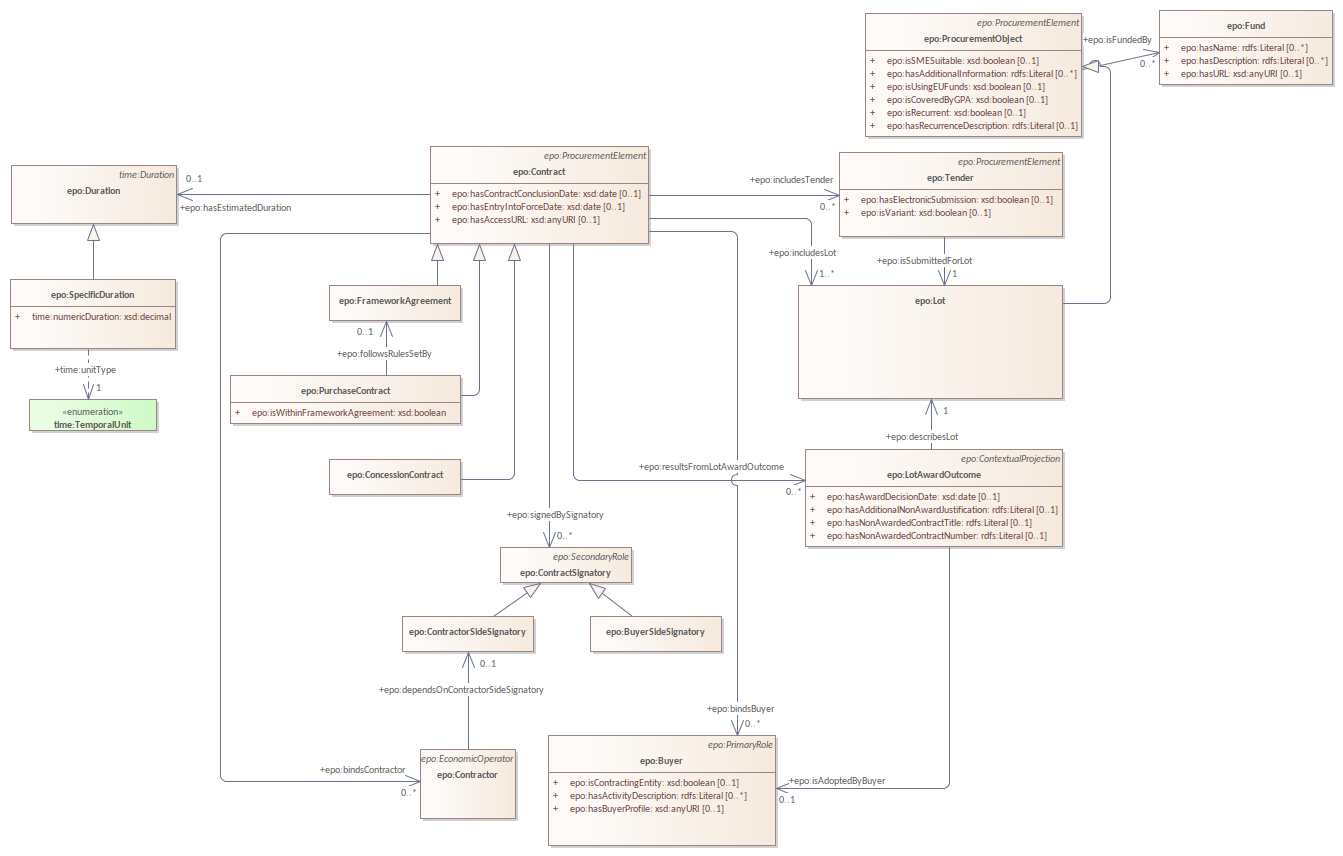 epo:ProcurementElement
epo:ProcurementObject
+ epo:isSMESuitable: xsd:boolean [0..1]
+ epo:hasAdditionalInformation: rdfs:Literal [0..*]
+ epo:isUsingEUFunds: xsd:boolean [0..1]
+ epo:isCoveredByGPA: xsd:boolean [0..1]
+ epo:isRecurrent: xsd:boolean [0..1]
+ epo:hasRecurrenceDescription: rdfs:Literal [0..1]
+epo:isFundedBy
0..*
epo:Fund
+ epo:hasName: rdfs:Literal [0..*]
+ epo:hasDescription: rdfs:Literal [0..*]
+ epo:hasURL: xsd:anyURI [0..1]
time:Duration
epo:Duration
0..1
+epo:hasEstimatedDuration
epo:ProcurementElement
epo:Contract
+ epo:hasContractConclusionDate: xsd:date [0..1]
+ epo:hasEntryIntoForceDate: xsd:date [0..1]
+ epo:hasAccessURL: xsd:anyURI [0..1]
+epo:includesTender
0..*
epo:ProcurementElement
epo:Tender
+ epo:hasElectronicSubmission: xsd:boolean [0..1]
+ epo:isVariant: xsd:boolean [0..1]
+epo:includesLot
1..*
+epo:isSubmittedForLot
1
epo:SpecificDuration
+ time:numericDuration: xsd:decimal
+time:unitType
1
«enumeration»
time:TemporalUnit
epo:FrameworkAgreement
0..1
+epo:followsRulesSetBy
epo:PurchaseContract
+ epo:isWithinFrameworkAgreement: xsd:boolean
epo:ConcessionContract
epo:Lot
1
+epo:describesLot
+epo:resultsFromLotAwardOutcome
0..*
epo:ContextualProjection
epo:LotAwardOutcome
+ epo:hasAwardDecisionDate: xsd:date [0..1]
+ epo:hasAdditionalNonAwardJustification: rdfs:Literal [0..1]
+ epo:hasNonAwardedContractTitle: rdfs:Literal [0..1]
+ epo:hasNonAwardedContractNumber: rdfs:Literal [0..1]
+epo:signedBySignatory
0..*
epo:SecondaryRole
epo:ContractSignatory
epo:ContractorSideSignatory
epo:BuyerSideSignatory
0..1
+epo:dependsOnContractorSideSignatory
+epo:bindsBuyer
0..*
+epo:bindsContractor
0..*
epo:EconomicOperator
epo:Contractor
epo:PrimaryRole
epo:Buyer
+ epo:isContractingEntity: xsd:boolean [0..1]
+ epo:hasActivityDescription: rdfs:Literal [0..*]
+ epo:hasBuyerProfile: xsd:anyURI [0..1]
+epo:isAdoptedByBuyer
0..1